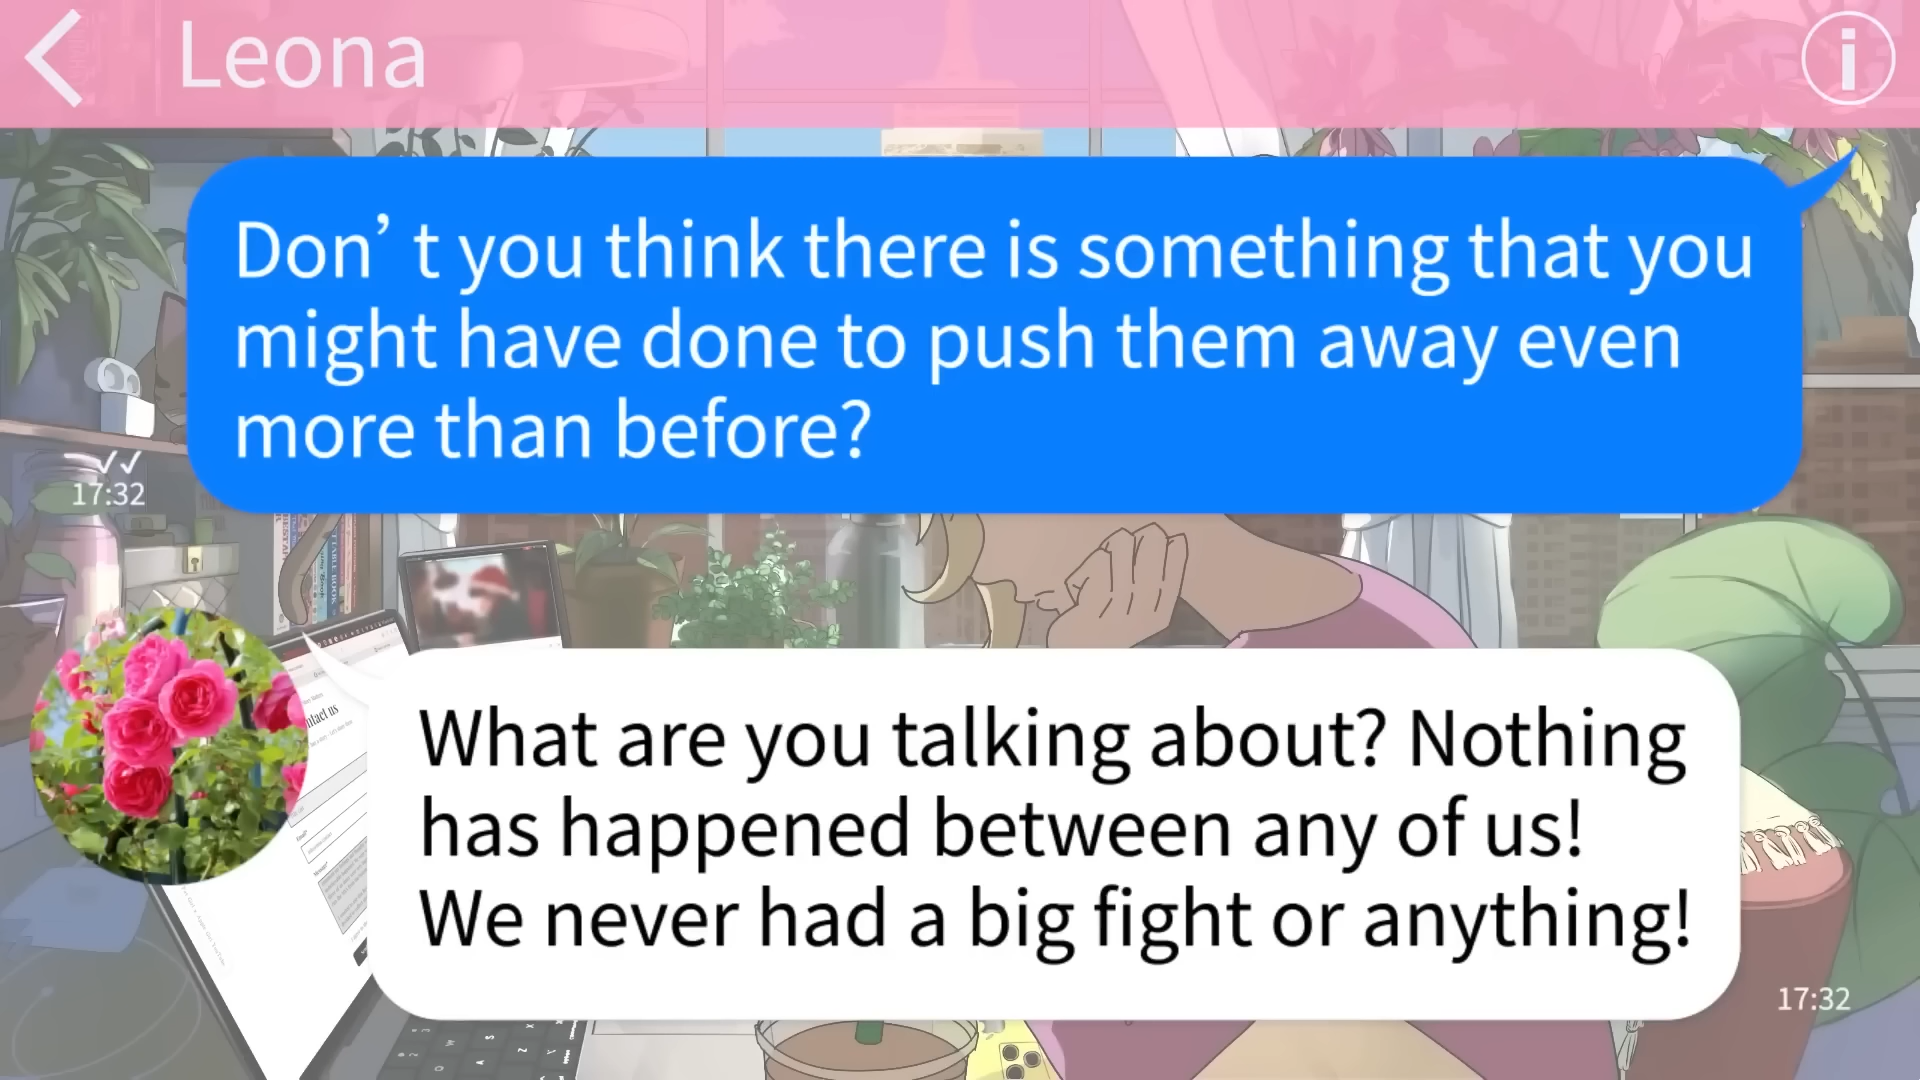 Leona
Don’t you think there is something that you
might have done to push them away even
more than before?
17:32
What are you talking about? Nothing
has happened between any of us!
We never had a big fight or anything!
17:32